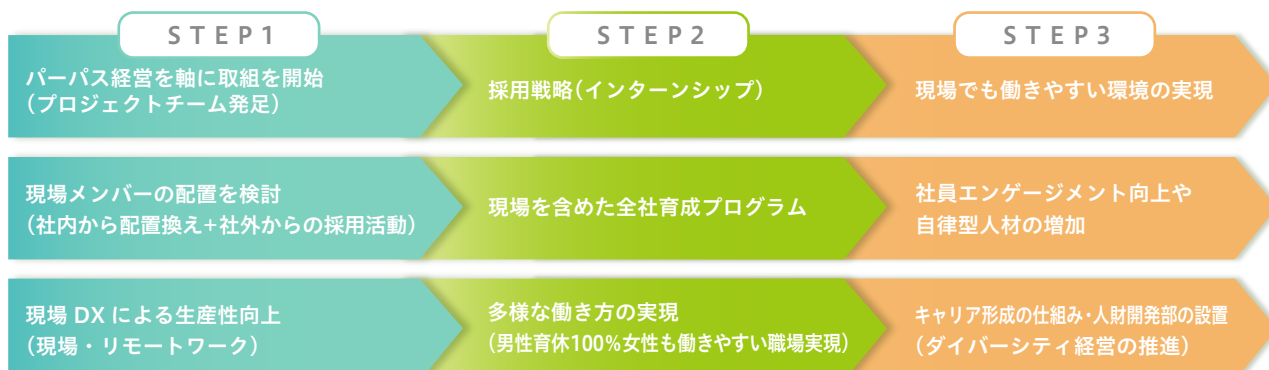 STEP1
STEP2
STEP3
パーパス経営を軸に取組を開始
(プロジェクトチーム発足)
採用戦略(インターンシップ)
現場でも働きやすい環境の実現
現場メンバーの配置を検討
(社内から配置換え+社外からの採用活動)
現場を含めた全社育成プログラム
社員エンゲージメント向上や
自律型人材の増加
現場 DX による生産性向上
(現場・リモートワーク)
多様な働き方の実現
(男性育休100%女性も働きやすい職場実現)
キャリア形成の仕組み・人財開発部の設置
(ダイバーシティ経営の推進)